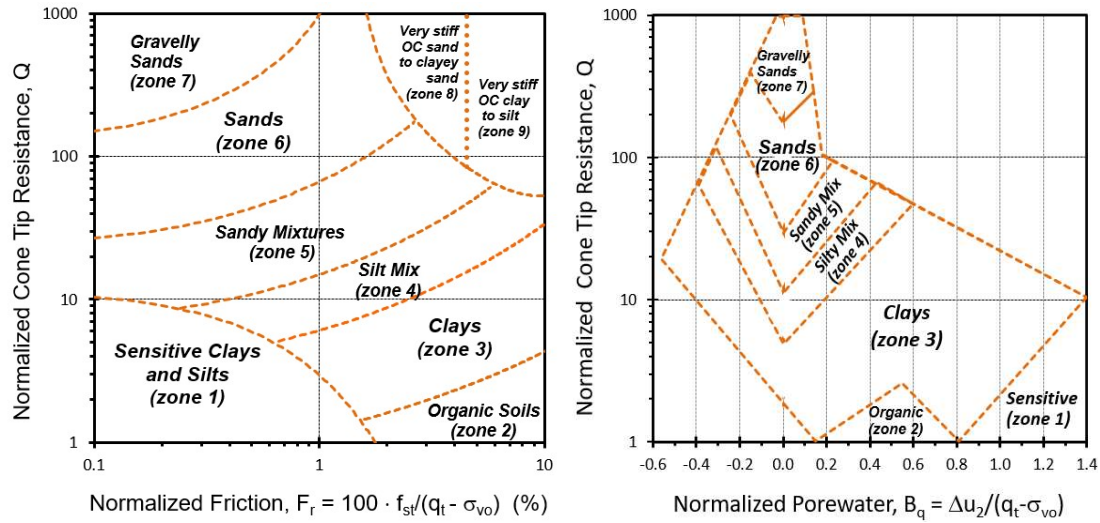 1000
100
10
1
0.1
1
10
Normalized Cone Tip Resistance, Q
Gravelly
Sands
(zone 7)
Sands
(zone 6)
Very stiff
OC sand
to clayey
sand
(zone 8)
Very stiff
OC clay
to silt
(zone 9)
Sandy Mixtures
(zone 5)
Silt Mix
(zone 4)
Clays
(zone 3)
Sensitive Clays
and Silts
(zone 1)
Organic Soils
(zone 2)
Normalized Friction, Fr = 100 · fst/(qt - σvo) (%)
1000
100
10
1
-0.6
-0.4
-0.2
0.0
0.2
0.4
0.6
0.8
1.0
1.2
1.4
Normalized Cone Tip Resistance, Q
Gravelly
Sands
(zone 7)
Sands
(zone 6)
Sandy Mix
(zone 5)
Silty Mix
(zone 4)
Clays
(zone 3)
Organic
(zone 2)
Sensitive
(zone 1)
Normalized Porewater, Bq = Δu2/(qt-σvo)